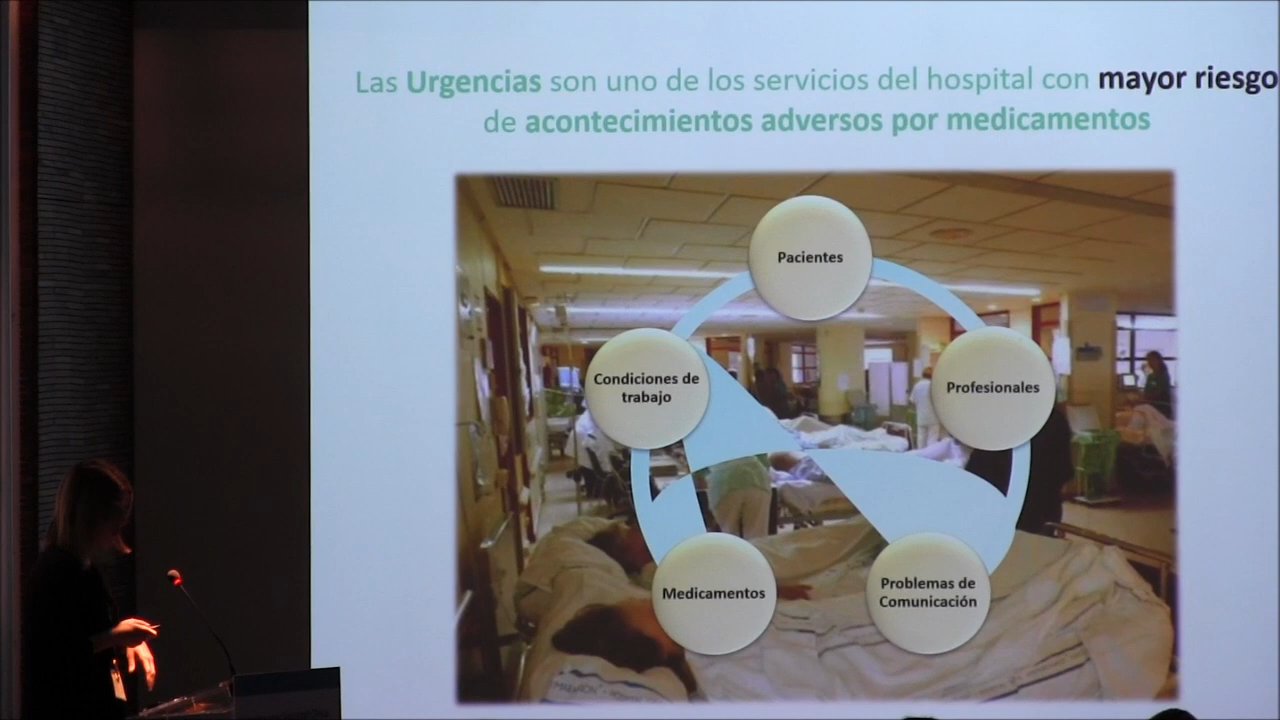 Las Urgencias son uno de los servicios del hospital con mayor riesgo
de acontecimientos adversos por medicamentos
Pacientes
Condiciones de
trabajo
Profesionales
Medicamentos
Problemas de
Comunicación